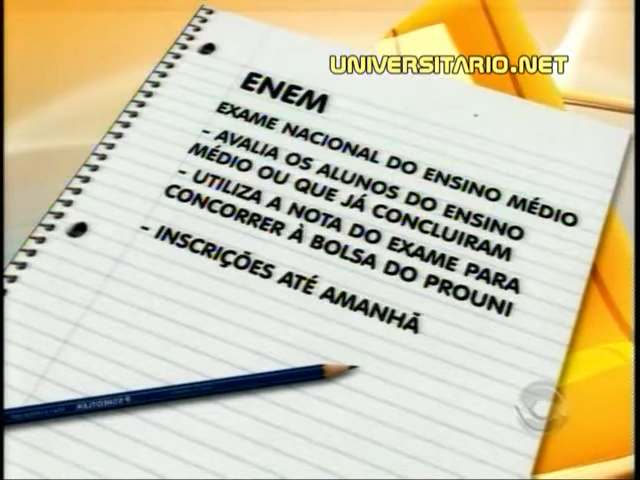 UNIVERSITARIO.NET
ENEM
EXAME NACIONAL DO ENSINO MÉDIO
- AVALIA OS ALUNOS DO ENSINO
MÉDIO OU QUE JÁ CONCLUIRAM
- UTILIZA A NOTA DO EXAME PARA
CONCORRER À BOLSA DO PROUNI
- INSCRIÇÕES ATÉ AMANHÃ